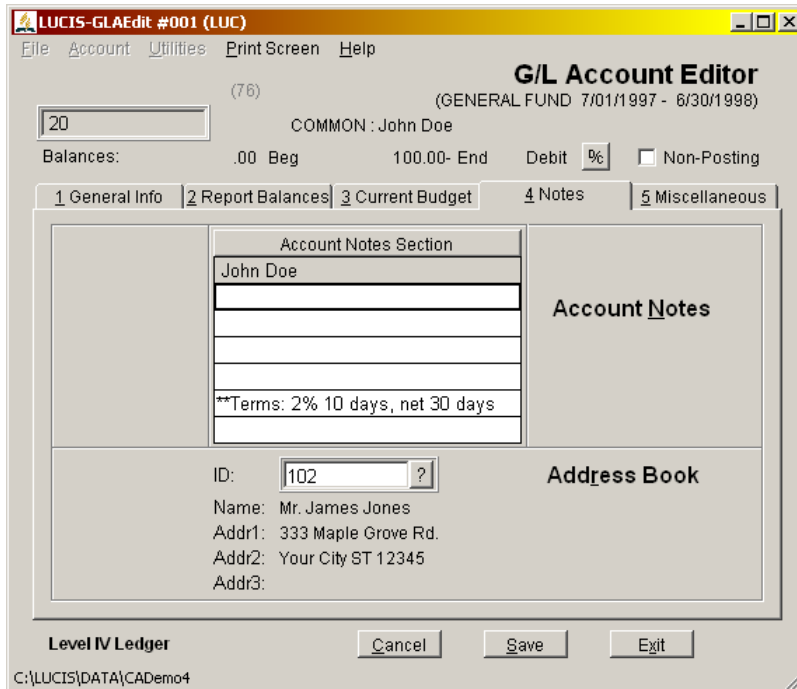 LUCIS-GLAEdit #001 (LUC)
File Account Utilities Print Screen Help
G/L Account Editor
(76)
(GENERAL FUND 7/01/1997 - 6/30/1998)
20
COMMON : John Doe
Balances: .00 Beg 100.00- End Debit % Non-Posting
1 General Info 2 Report Balances 3 Current Budget 4 Notes 5 Miscellaneous
Account Notes Section
John Doe
Account Notes
**Terms: 2% 10 days, net 30 days
ID: 102 ? Address Book
Name: Mr. James Jones
Addr1: 333 Maple Grove Rd.
Addr2: Your City ST 12345
Addr3:
Level IV Ledger Cancel Save Exit
C:\LUCIS\DATA\CADemo4